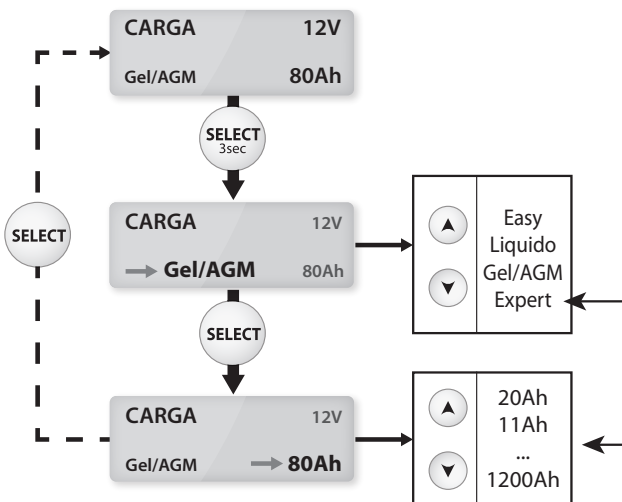 CARGA 12V
Gel/AGM 80Ah
SELECT
3sec
SELECT
CARGA 12V
Gel/AGM 80Ah
Easy
Liquido
Gel/AGM
Expert
SELECT
CARGA 12V
Gel/AGM 80Ah
20Ah
11Ah
...
1200Ah